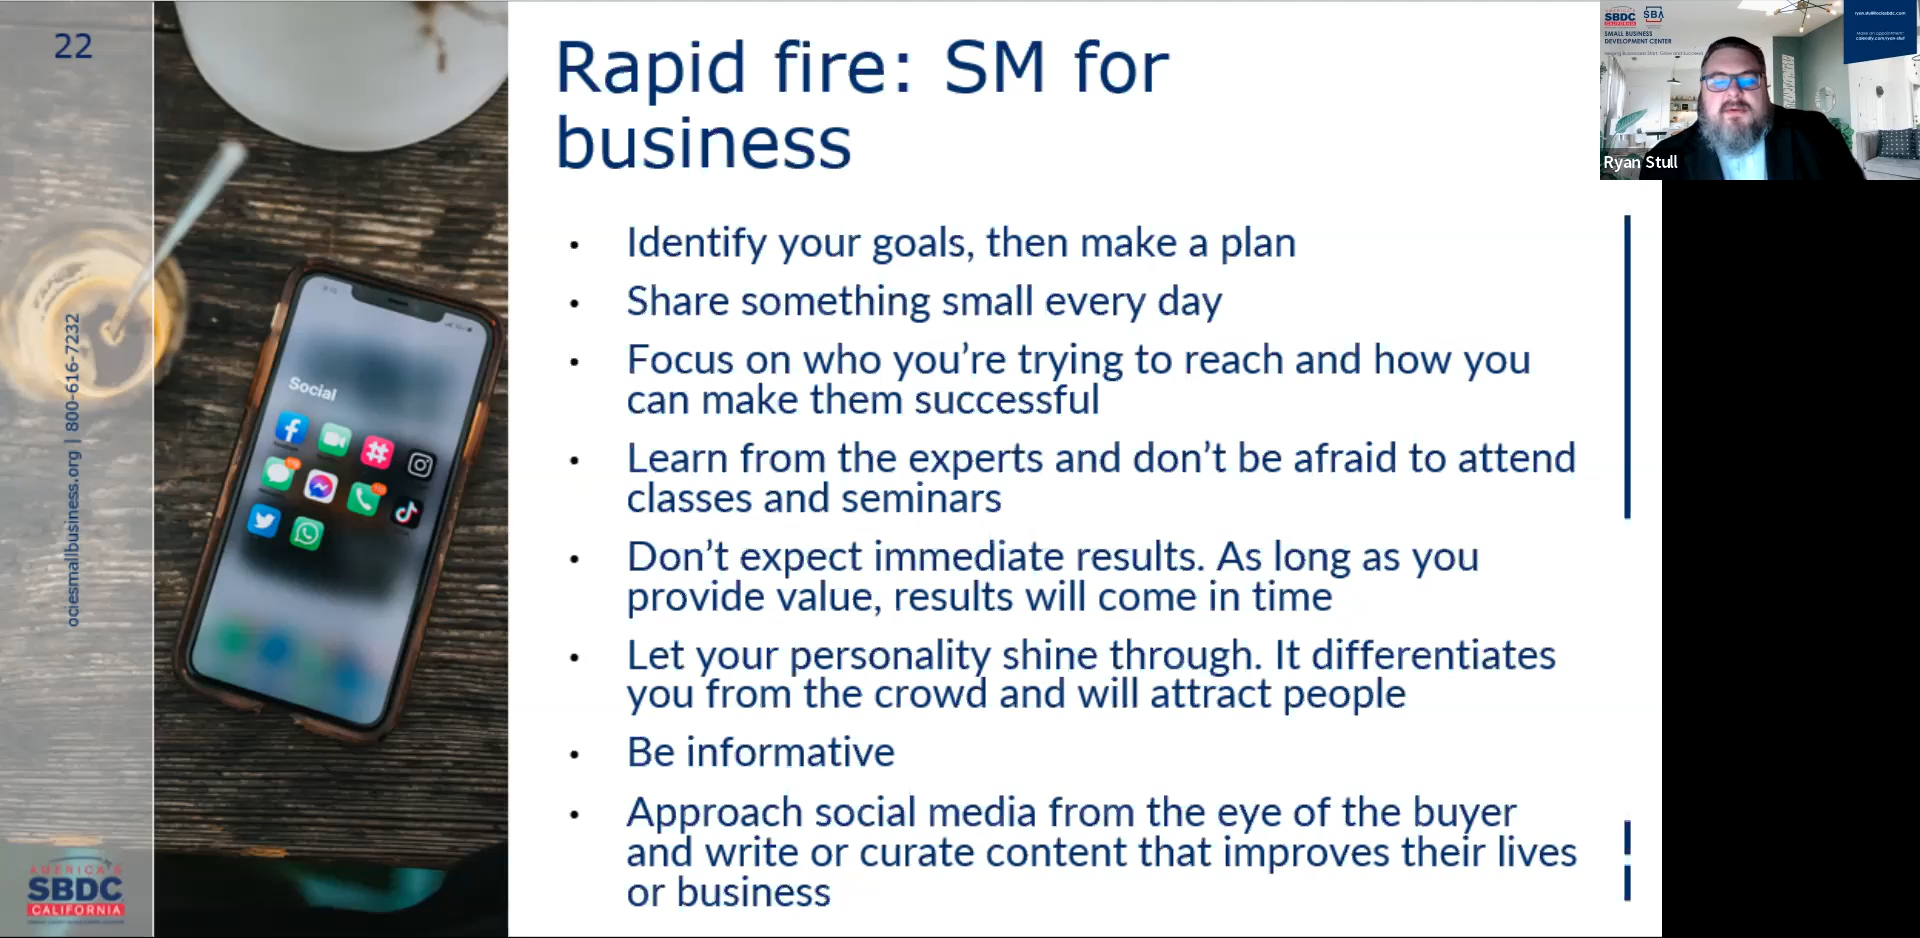 22
Rapid fire: SM for
business
• Identify your goals, then make a plan
• Share something small every day
• Focus on who you’re trying to reach and how you
can make them successful
• Learn from the experts and don’t be afraid to attend
classes and seminars
• Don’t expect immediate results. As long as you
provide value, results will come in time
• Let your personality shine through. It differentiates
you from the crowd and will attract people
• Be informative
• Approach social media from the eye of the buyer
and write or curate content that improves their lives
or business
ociesmallbusiness.org | 800-616-7232
Social
AMERICA'S
SBDC
CALIFORNIA
SBDC
SBA
SMALL BUSINESS
DEVELOPMENT CENTER
Ryan Stull